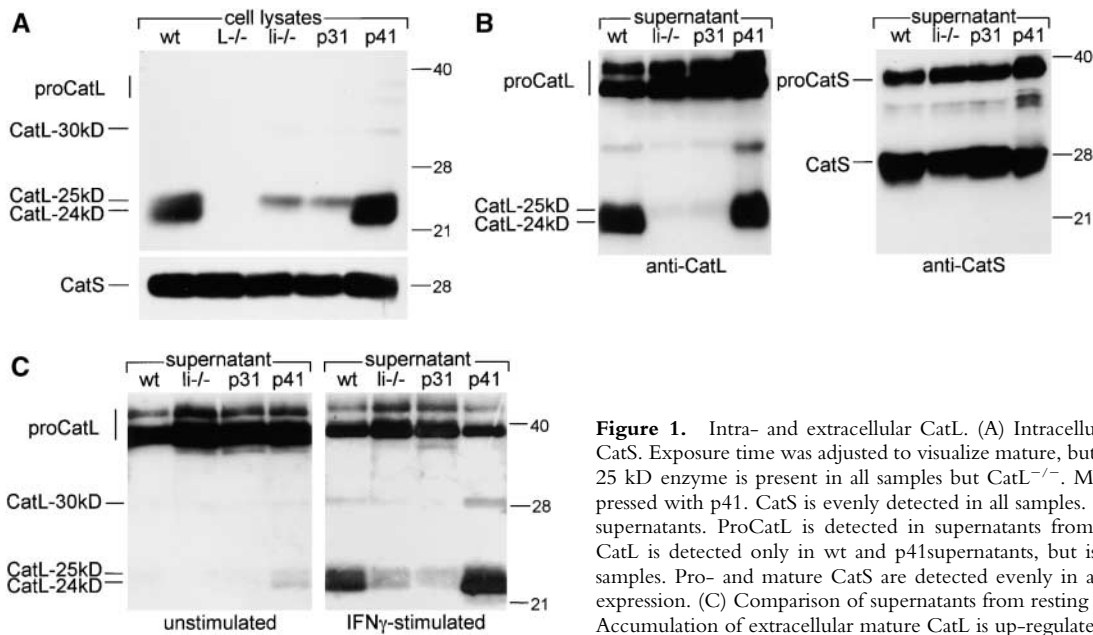 A
cell lysates
wt L-/- li-/- p31 p41
proCatL
40
CatL-30kD
28
CatL-25kD
CatL-24kD
21
CatS
28
B
supernatant
wt li-/- p31 p41
proCatL
CatL-25kD
CatL-24kD
anti-CatL
supernatant
wt li-/- p31 p41
proCatS
40
CatS
28
21
anti-CatS
C
supernatant
wt li-/- p31 p41
proCatL
CatL-30kD
CatL-25kD
CatL-24kD
unstimulated
supernatant
wt li-/- p31 p41
40
28
21
IFNγ-stimulated
Figure 1. Intra- and extracellular CatL. (A) Intracellu
CatS. Exposure time was adjusted to visualize mature, but
25 kD enzyme is present in all samples but CatL−/−. M
pressed with p41. CatS is evenly detected in all samples.
supernatants. ProCatL is detected in supernatants from
CatL is detected only in wt and p41supernatants, but is
samples. Pro- and mature CatS are detected evenly in a
expression. (C) Comparison of supernatants from resting
Accumulation of extracellular mature CatL is up-regulate